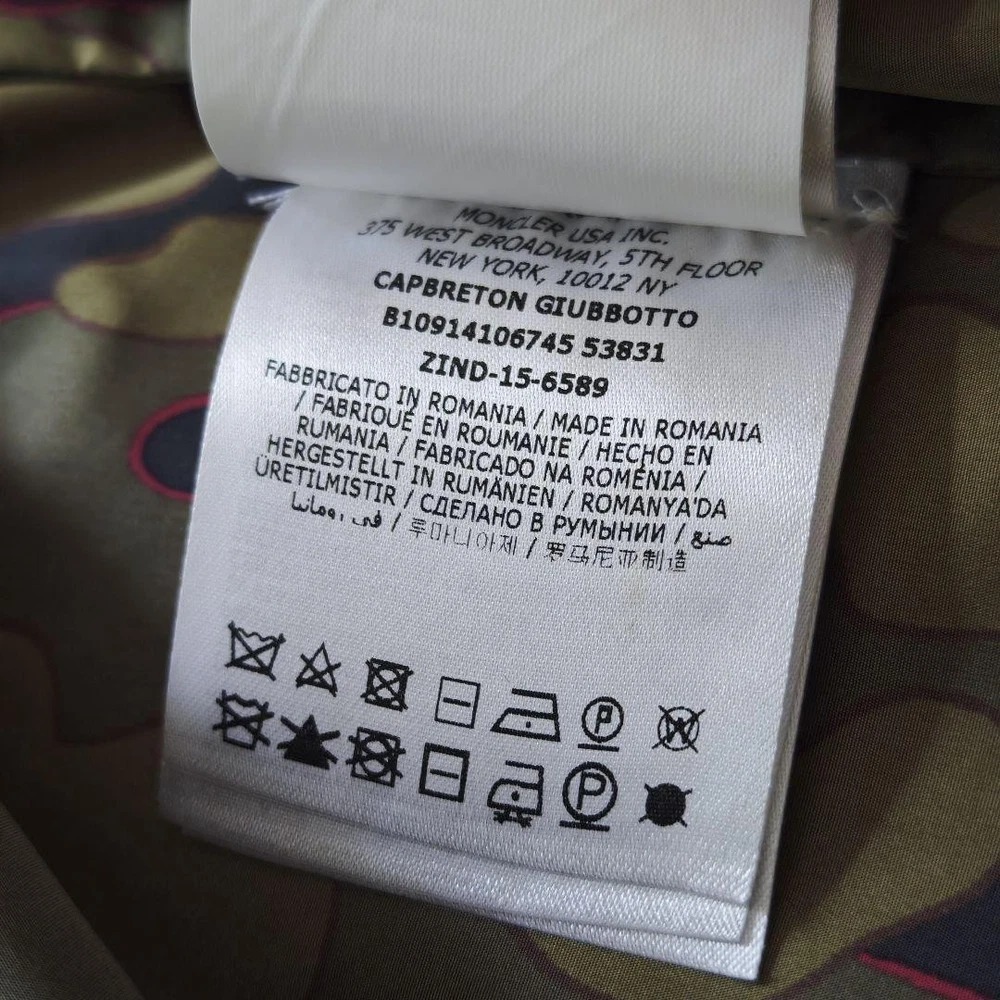 MONCLER USA INC.
375 WEST BROADWAY, 5TH FLOOR
NEW YORK, 10012 NY
CAPBRETON GIUBBOTTO
B10914106745 53831
ZIND-15-6589
FABBRICATO IN ROMANIA / MADE IN ROMANIA
/ FABRIQUÉ EN ROUMANIE / HECHO EN
RUMANIA / FABRICADO NA ROMÉNIA /
HERGESTELLT IN RUMÄNIEN / ROMANYA'DA
ÜRETILMISTIR / СДЕЛАНО В РУМЫНИИ / صنع
في رومانيا / 루마니아제 / 罗马尼亚制造
P W
P